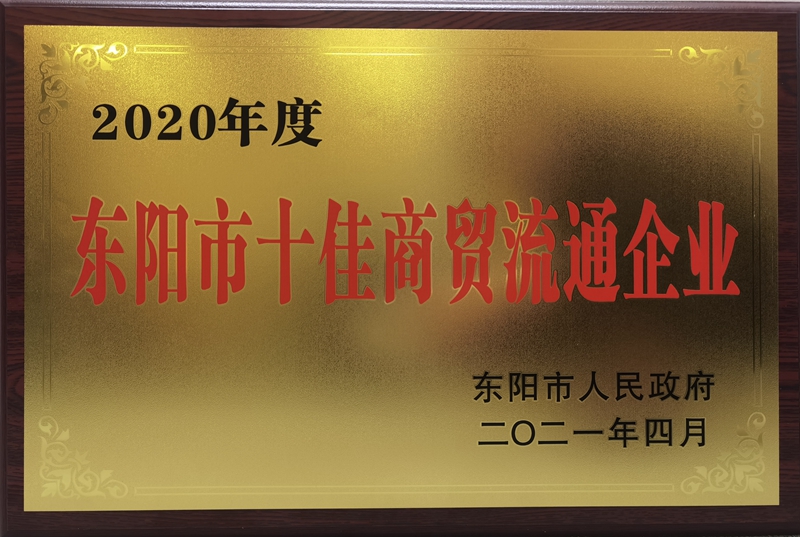 2020年度
东阳市十佳商贸流通企业
东阳市人民政府
二〇二一年四月